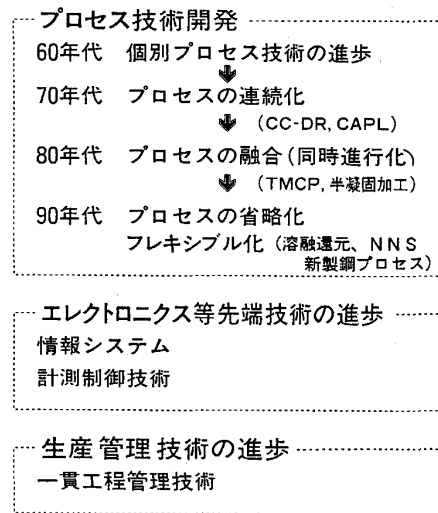 プロセス技術開発
60年代 個別プロセス技術の進歩
70年代 プロセスの連続化
(CC-DR, CAPL)
80年代 プロセスの融合(同時進行化)
(TMCP, 半凝固加工)
90年代 プロセスの省略化
フレキシブル化(溶融還元、NNS
新製鋼プロセス)
エレクトロニクス等先端技術の進歩
情報システム
計測制御技術
生産管理技術の進歩
一貫工程管理技術